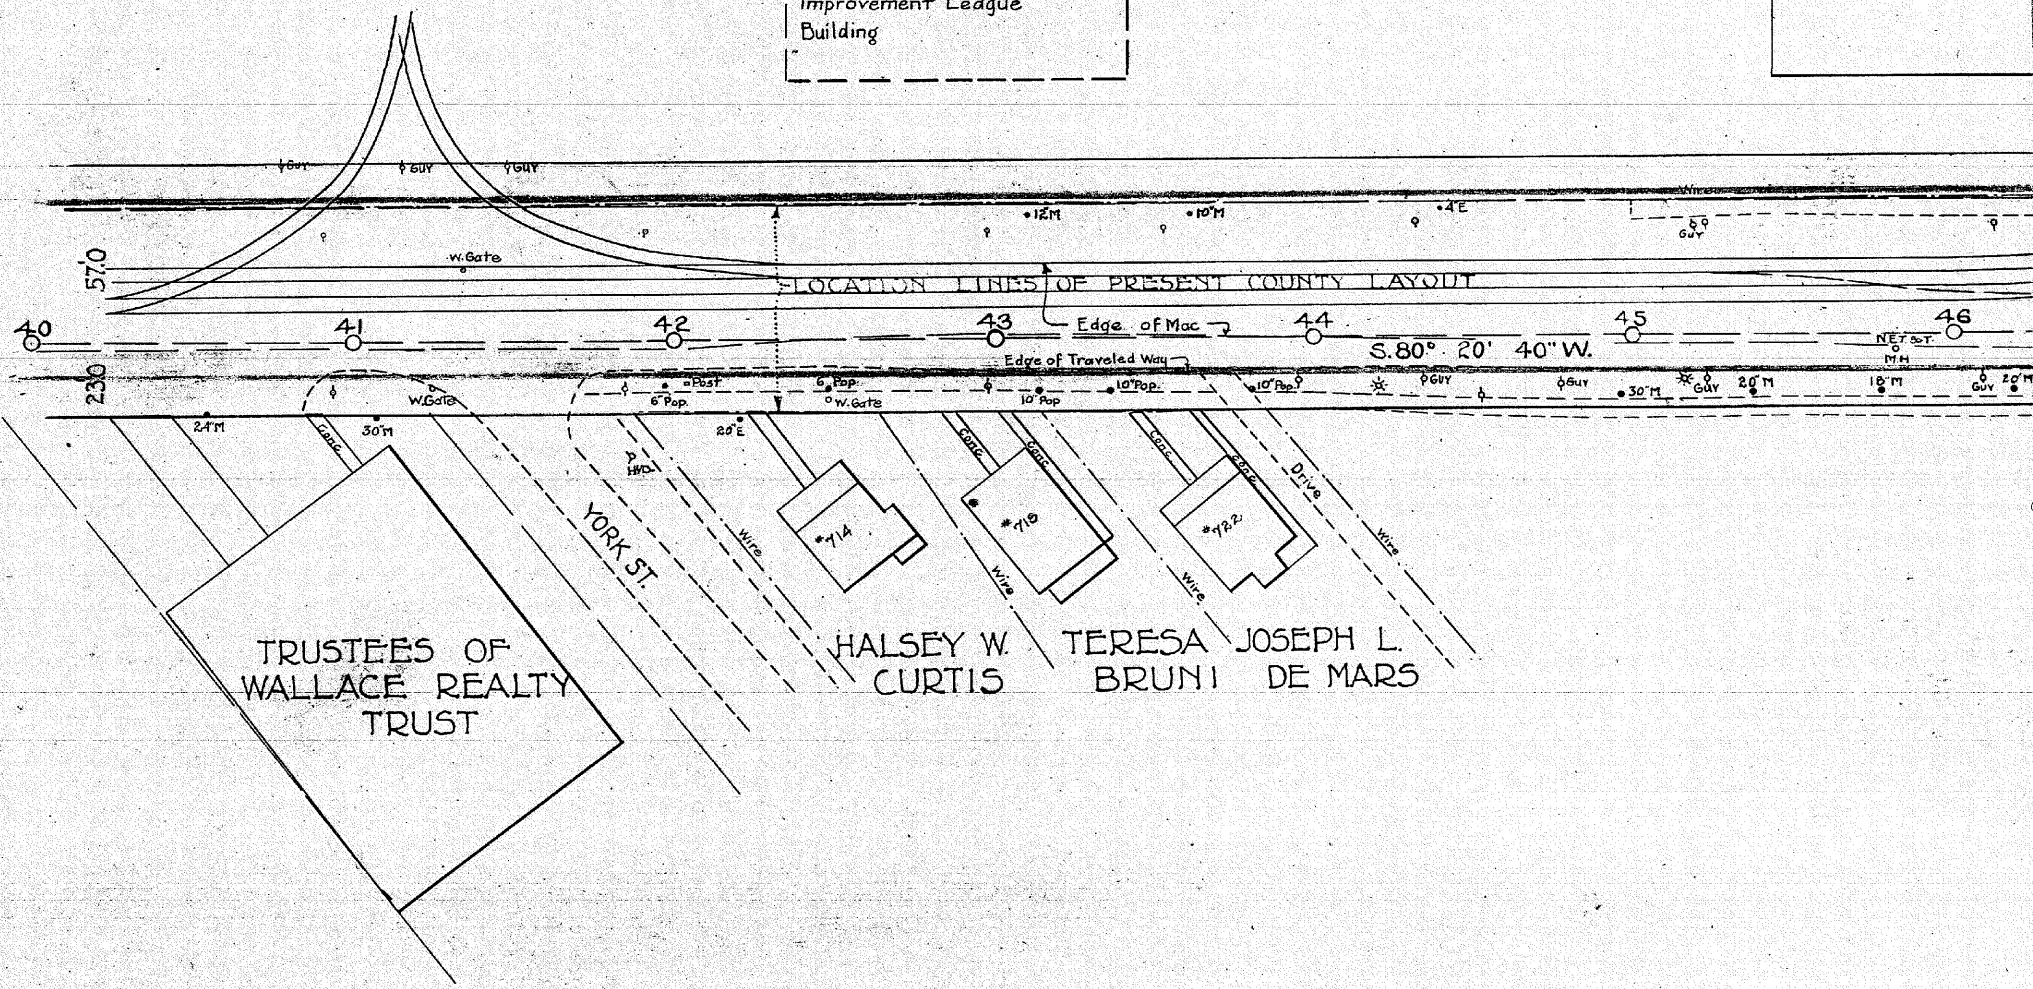 Improvement League
Building
GUY
GUY
GUY
Wire
12"M
10"M
4"E
GUY
W.Gate
57.0
LOCATION LINES OF PRESENT COUNTY LAYOUT
40
41
42
43
44
45
46
Edge of Mac
S. 80° 20' 40" W.
N.E.T.&T.
M.H
Edge of Traveled Way
23.0
W.Gate
Post
6"Pop.
6"Pop.
W.Gate
10"Pop
10"Pop.
10"Pop.
GUY
GUY
30"M
GUY
20"M
18"M
GUY
20"M
24"M
30"M
20"E
Conc
HYD.
Conc
Conc
Conc
Conc
Drive
YORK ST.
Wire
#714
#722
Wire
Wire
Wire
TRUSTEES OF
WALLACE REALTY
TRUST
HALSEY W.
CURTIS
TERESA
BRUNI
JOSEPH L.
DE MARS